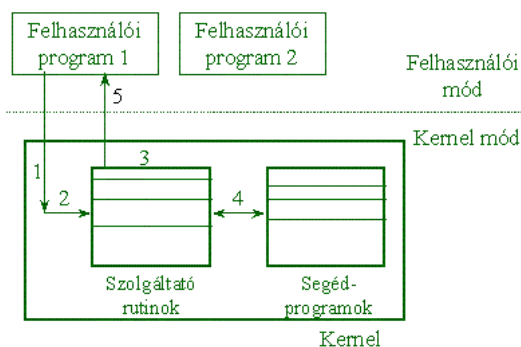 Felhasználói
program 1
Felhasználói
program 2
Felhasználói
mód
5
Kernel mód
1
2
3
4
Szolgáltató
rutinok
Segéd-
programok
Kernel